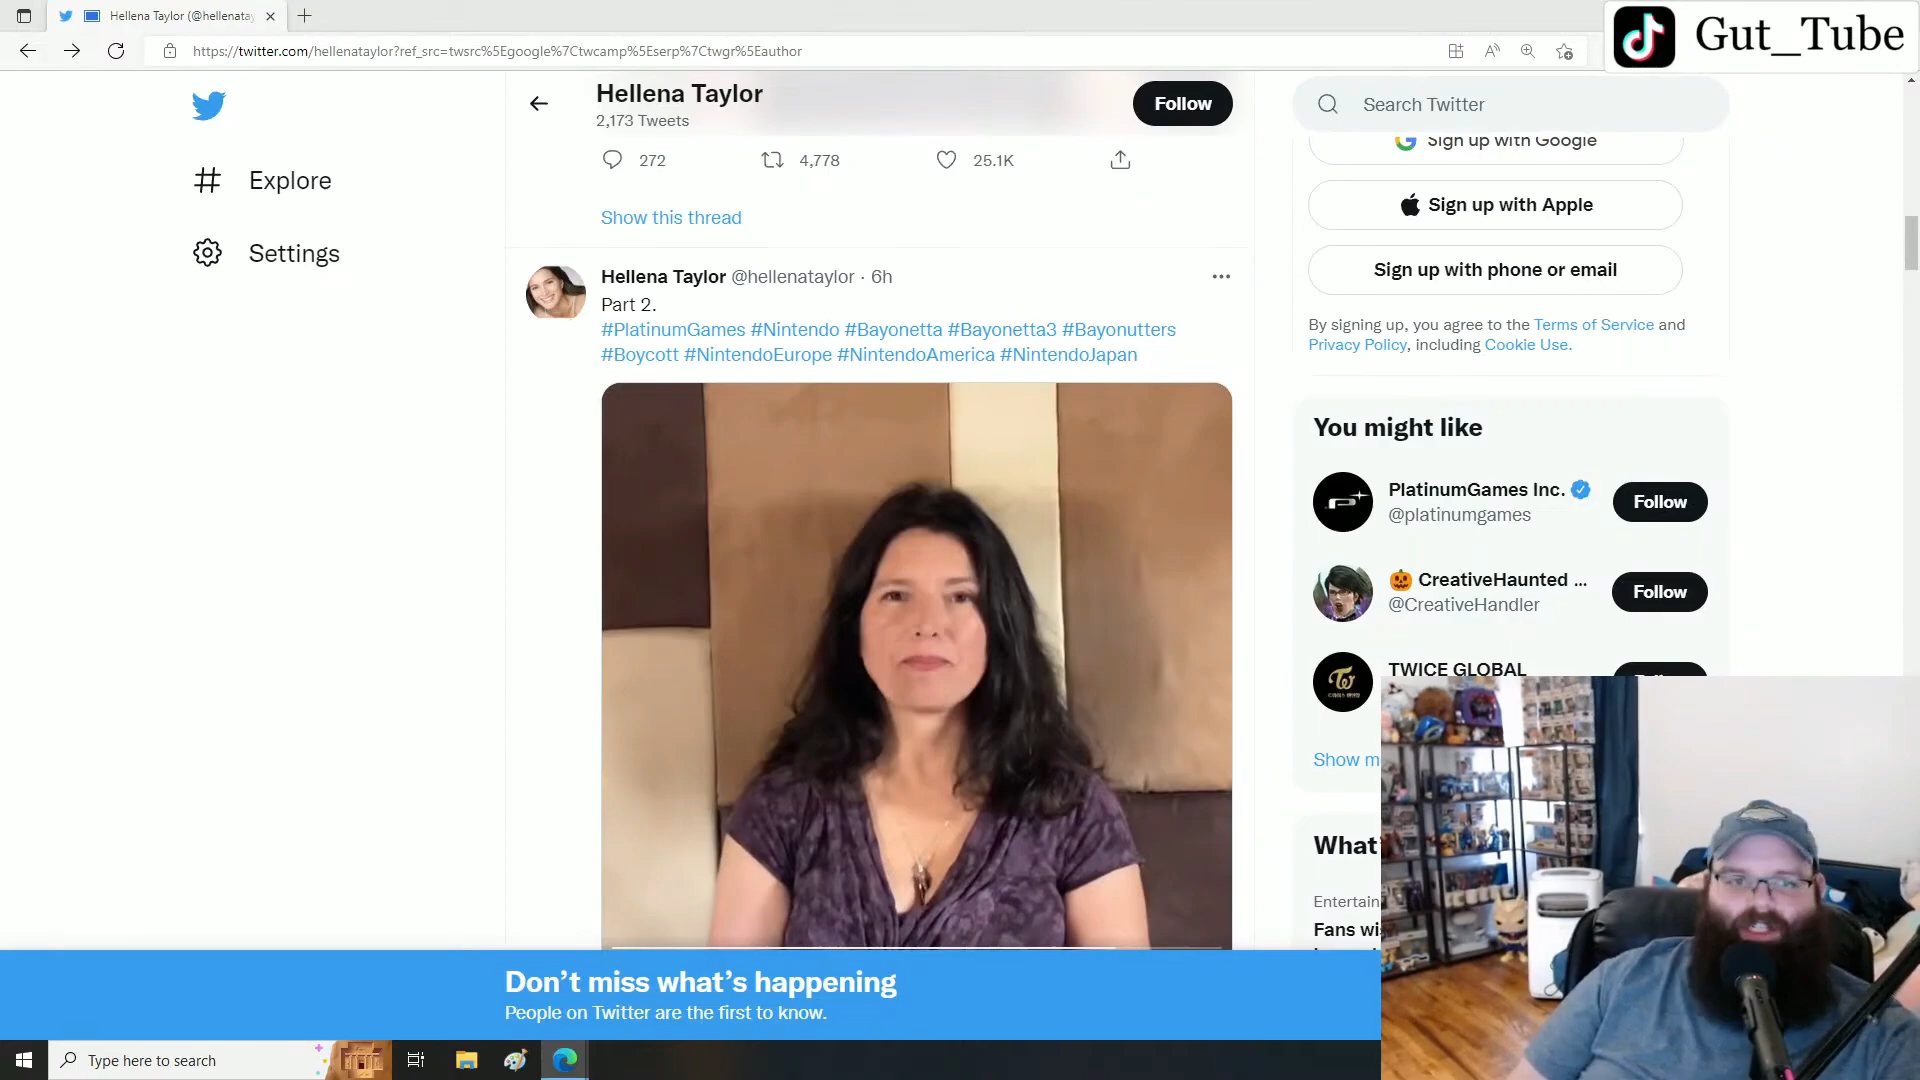 Hellena Taylor (@hellenatay
https://twitter.com/hellenataylor?ref_src=twsrc%5Egoogle%7Ctwcamp%5Eserp%7Ctwgr%5Eauthor
Gut_Tube
Hellena Taylor
2,173 Tweets
Follow
Search Twitter
Explore
Settings
272
4,778
25.1K
Show this thread
Hellena Taylor @hellenataylor · 6h
Part 2.
#PlatinumGames #Nintendo #Bayonetta #Bayonetta3 #Bayonutters
#Boycott #NintendoEurope #NintendoAmerica #NintendoJapan
Sign up with Google
Sign up with Apple
Sign up with phone or email
By signing up, you agree to the Terms of Service and
Privacy Policy, including Cookie Use.
You might like
PlatinumGames Inc.
@platinumgames
Follow
🎃 CreativeHaunted ...
@CreativeHandler
Follow
TWICE GLOBAL
Show m
What'
Entertain
Fans wi
Don't miss what's happening
People on Twitter are the first to know.
Type here to search